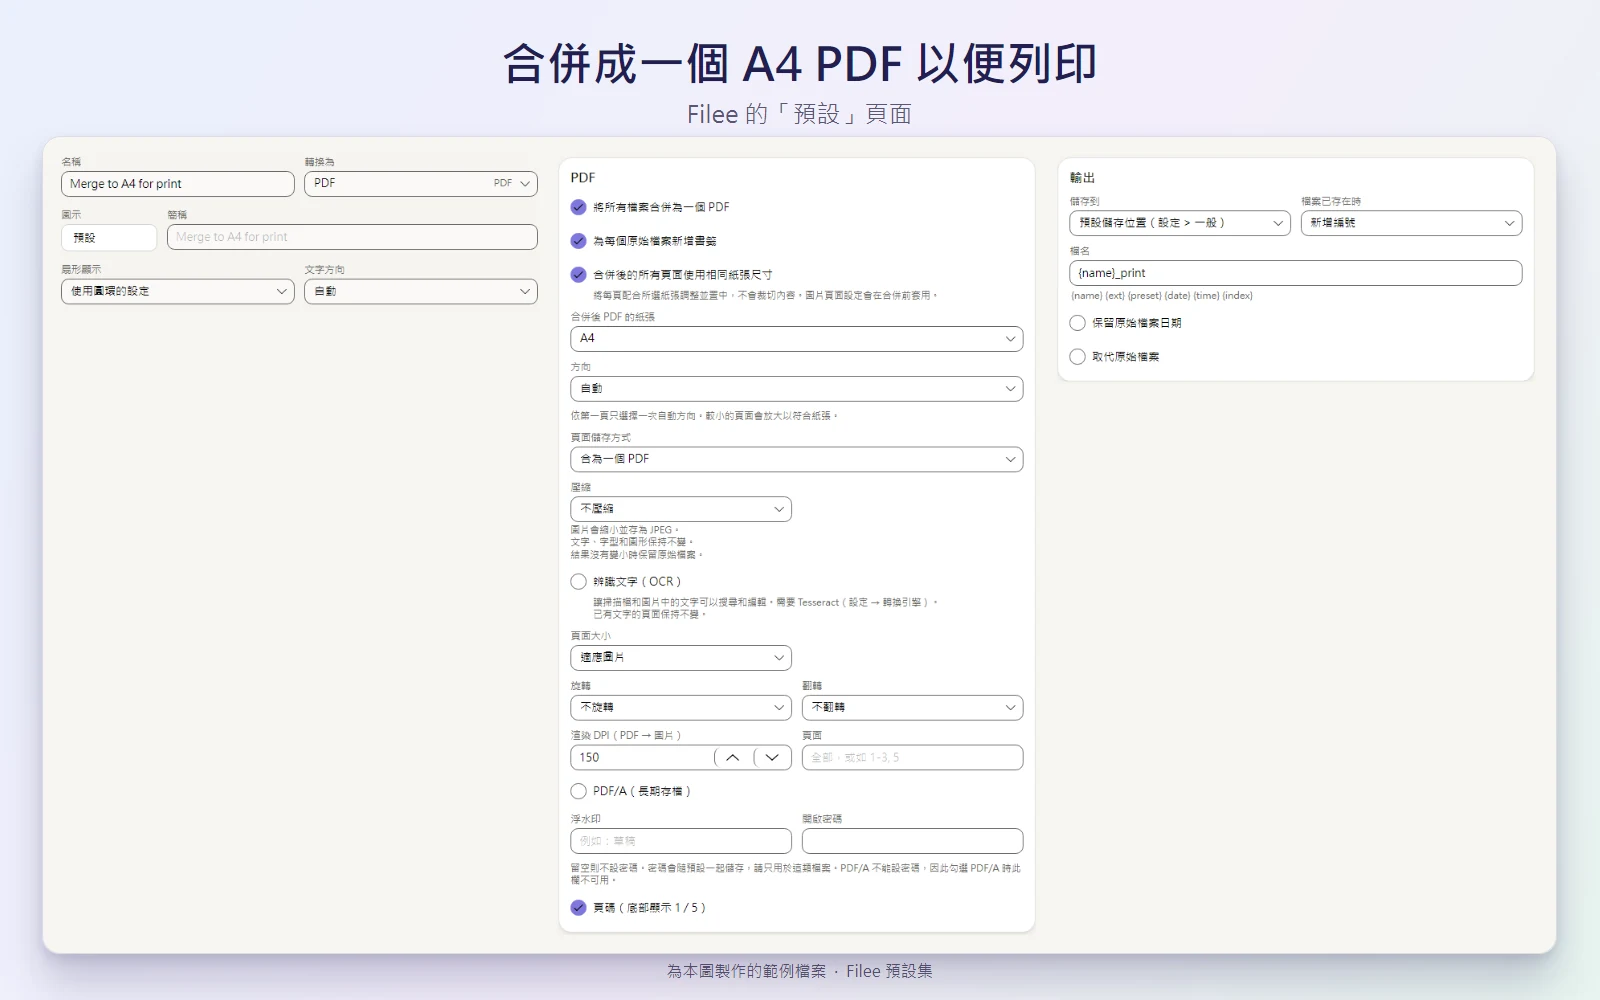 合併成一個 A4 PDF 以便列印
Filee 的「預設」頁面
名稱
Merge to A4 for print
轉換為
PDF PDF
圖示
預設
簡稱
Merge to A4 for print
扇形顯示
使用圓環的設定
文字方向
自動
PDF
將所有檔案合併為一個 PDF
為每個原始檔案新增書籤
合併後的所有頁面使用相同紙張尺寸
將每頁配合所選紙張調整並置中，不會裁切內容。圖片頁面設定會在合併前套用。
合併後 PDF 的紙張
A4
方向
自動
依第一頁只選擇一次自動方向。較小的頁面會放大以符合紙張。
頁面儲存方式
合為一個 PDF
壓縮
不壓縮
圖片會縮小並存為 JPEG。
文字、字型和圖形保持不變。
結果沒有變小時保留原始檔案。
辨識文字（OCR）
讓掃描檔和圖片中的文字可以搜尋和編輯。需要 Tesseract（設定 → 轉換引擎）。
已有文字的頁面保持不變。
頁面大小
適應圖片
旋轉
不旋轉
翻轉
不翻轉
渲染 DPI（PDF → 圖片）
150
頁面
全部，或如 1-3, 5
PDF/A（長期存檔）
浮水印
例如：草稿
開啟密碼
留空則不設密碼。密碼會隨預設一起儲存，請只用於這類檔案。PDF/A 不能設密碼，因此勾選 PDF/A 時此
欄不可用。
頁碼（底部顯示 1 / 5）
輸出
儲存到
預設儲存位置（設定 > 一般）
檔案已存在時
新增編號
檔名
{name}_print
{name} {ext} {preset} {date} {time} {index}
保留原始檔案日期
取代原始檔案
為本圖製作的範例檔案 · Filee 預設集